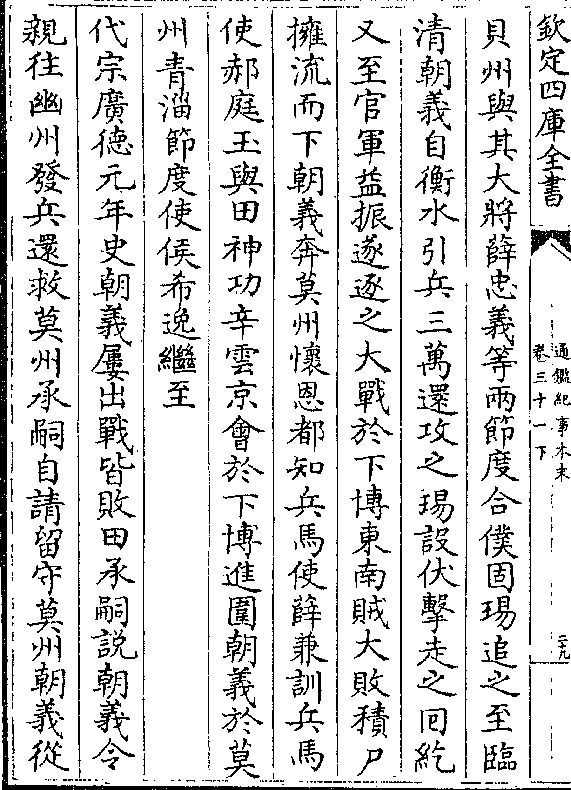 欽定四庫全書
通鑑紀事本末
卷三十一下
二九
貝州與其大將薛忠義等兩節度合僕固瑒追之至臨
清朝義自衡水引兵三萬還攻之瑒設伏擊走之回紇
又至官軍益振遂逐之大戰於下博東南賊大敗積尸
擁流而下朝義奔莫州懷恩都知兵馬使薛兼訓兵馬
使郝庭玉與田神功辛雲京會於下博進圍朝義於莫
州青淄節度使侯希逸繼至
代宗廣德元年史朝義屢出戰皆敗田承嗣説朝義令
親往幽州發兵還救莫州承嗣自請留守莫州朝義從